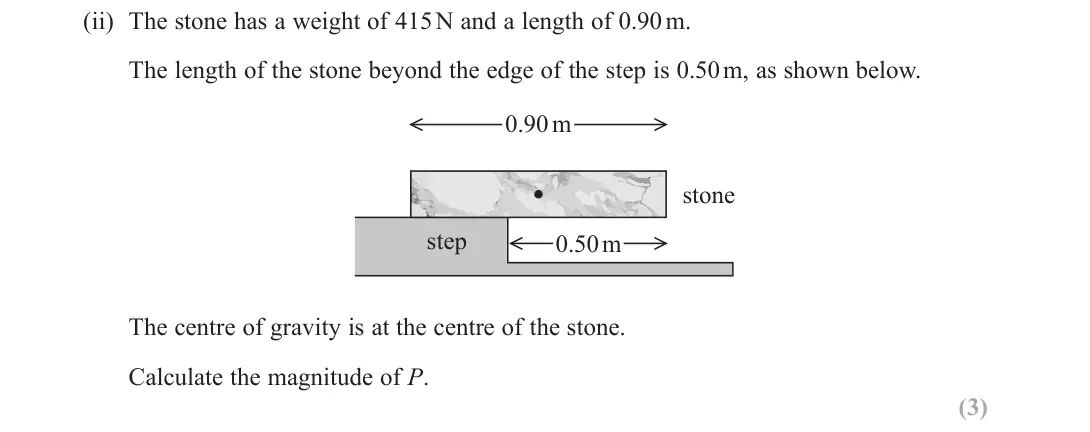 (ii) The stone has a weight of 415 N and a length of 0.90 m.
The length of the stone beyond the edge of the step is 0.50 m, as shown below.
0.90 m
stone
step
0.50 m
The centre of gravity is at the centre of the stone.
Calculate the magnitude of P.
(3)